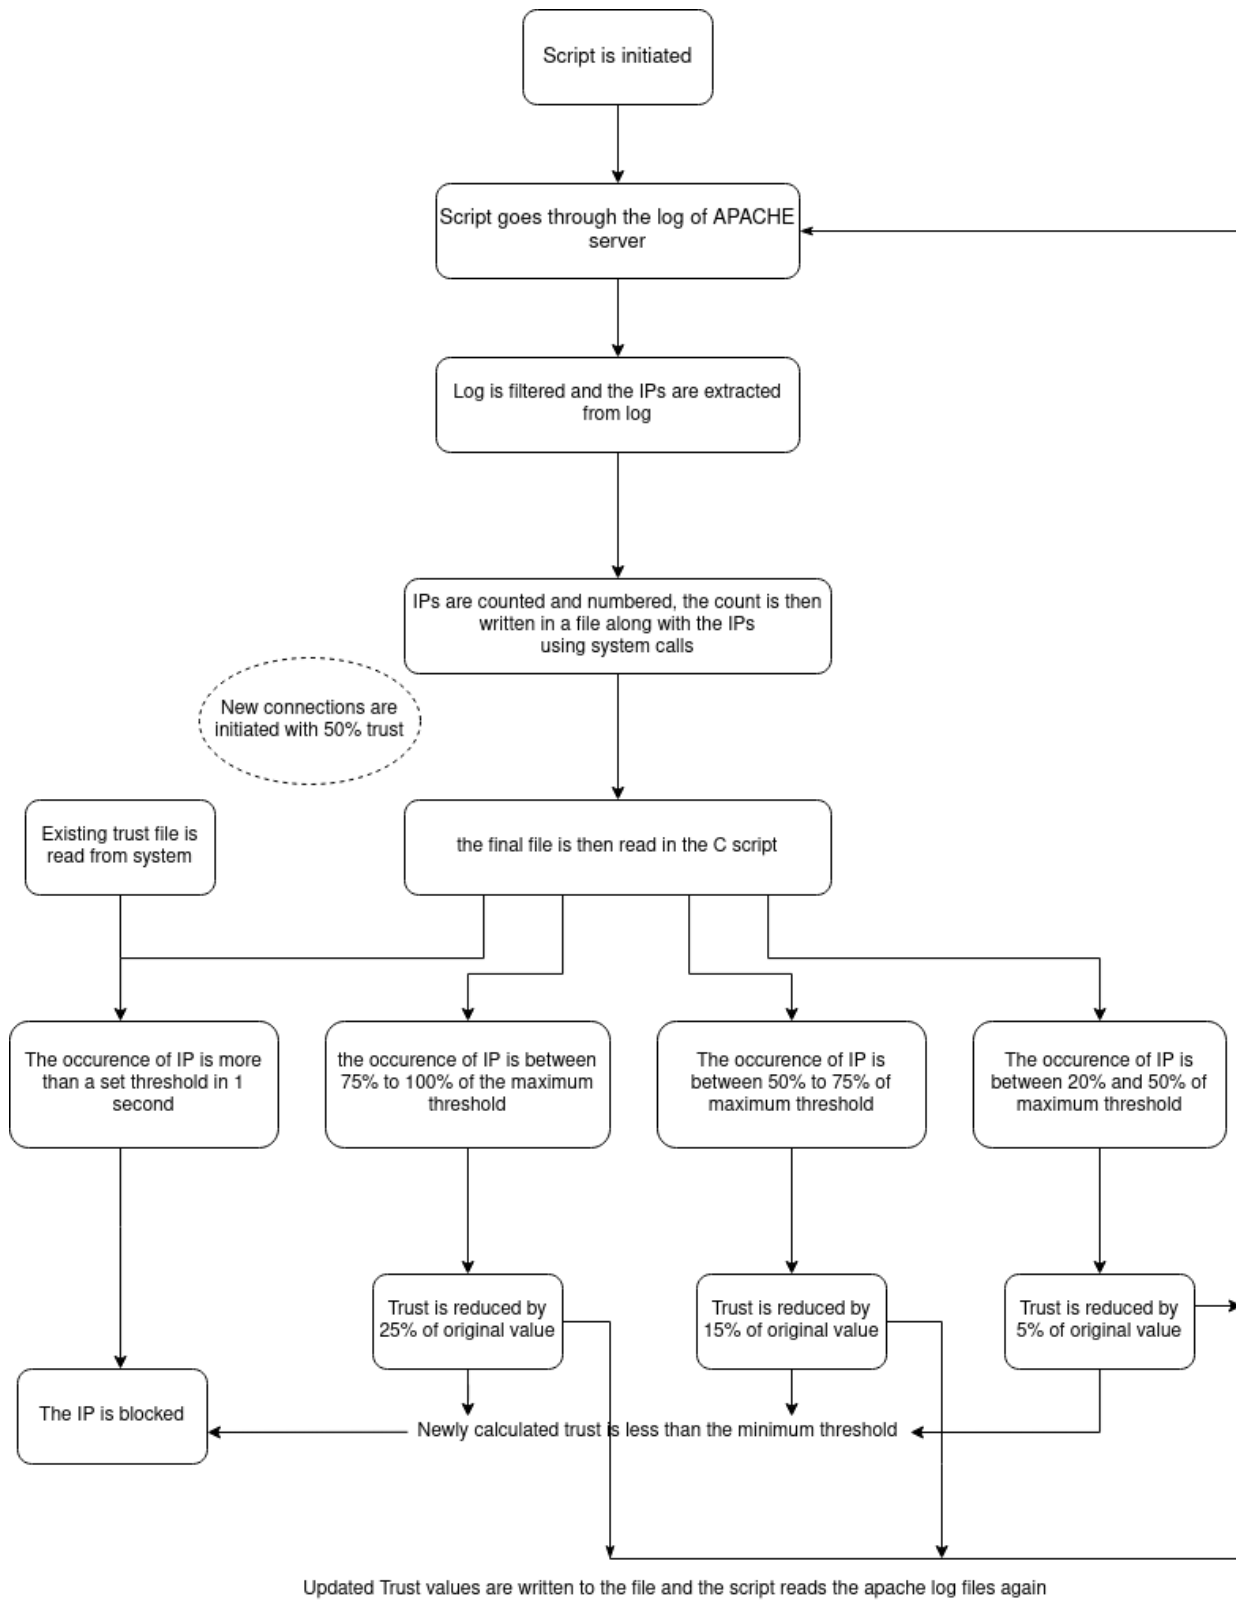 Script is initiated
Script goes through the log of APACHE
server
Log is filtered and the IPs are extracted
from log
IPs are counted and numbered, the count is then
written in a file along with the IPs
using system calls
New connections are
initiated with 50% trust
Existing trust file is
read from system
the final file is then read in the C script
The occurence of IP is more
than a set threshold in 1
second
the occurence of IP is between
75% to 100% of the maximum
threshold
The occurence of IP is
between 50% to 75% of
maximum threshold
The occurence of IP is
between 20% and 50% of
maximum threshold
Trust is reduced by
25% of original value
Trust is reduced by
15% of original value
Trust is reduced by
5% of original value
The IP is blocked
Newly calculated trust is less than the minimum threshold
Updated Trust values are written to the file and the script reads the apache log files again